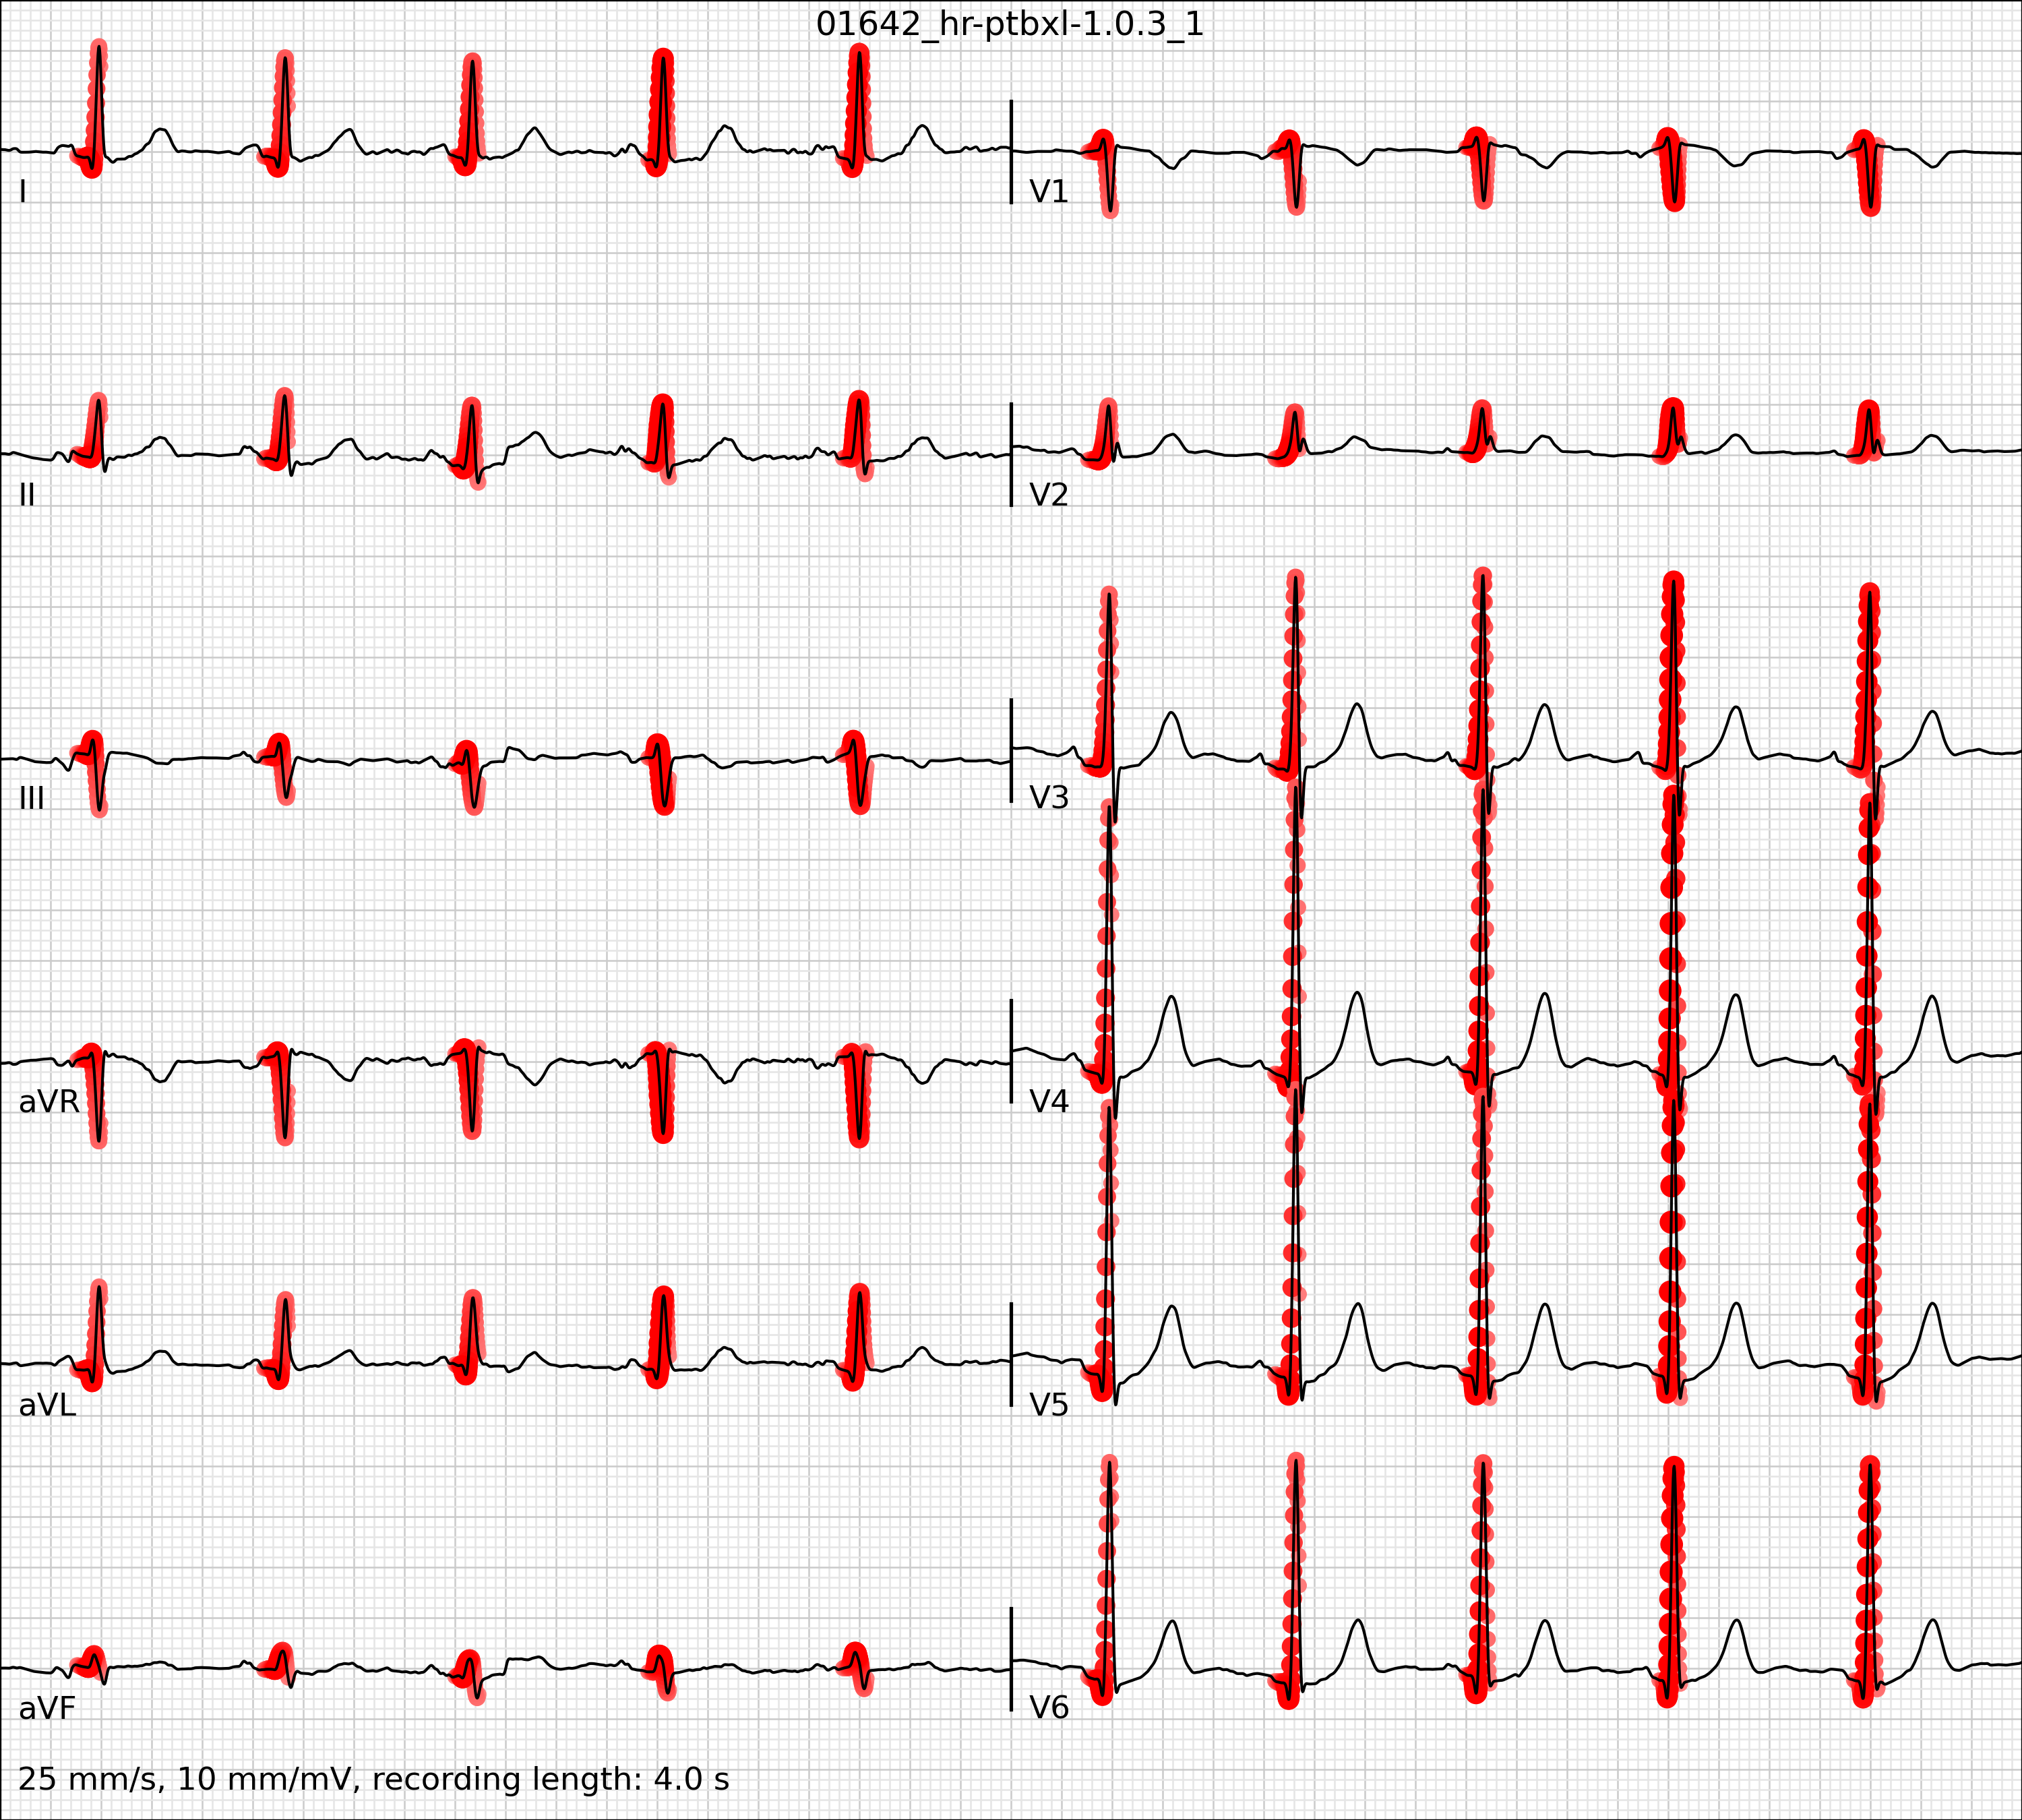 01642_hr-ptbxl-1.0.3_1
I
V1
II
V2
III
V3
aVR
V4
aVL
V5
aVF
V6
25 mm/s, 10 mm/mV, recording length: 4.0 s